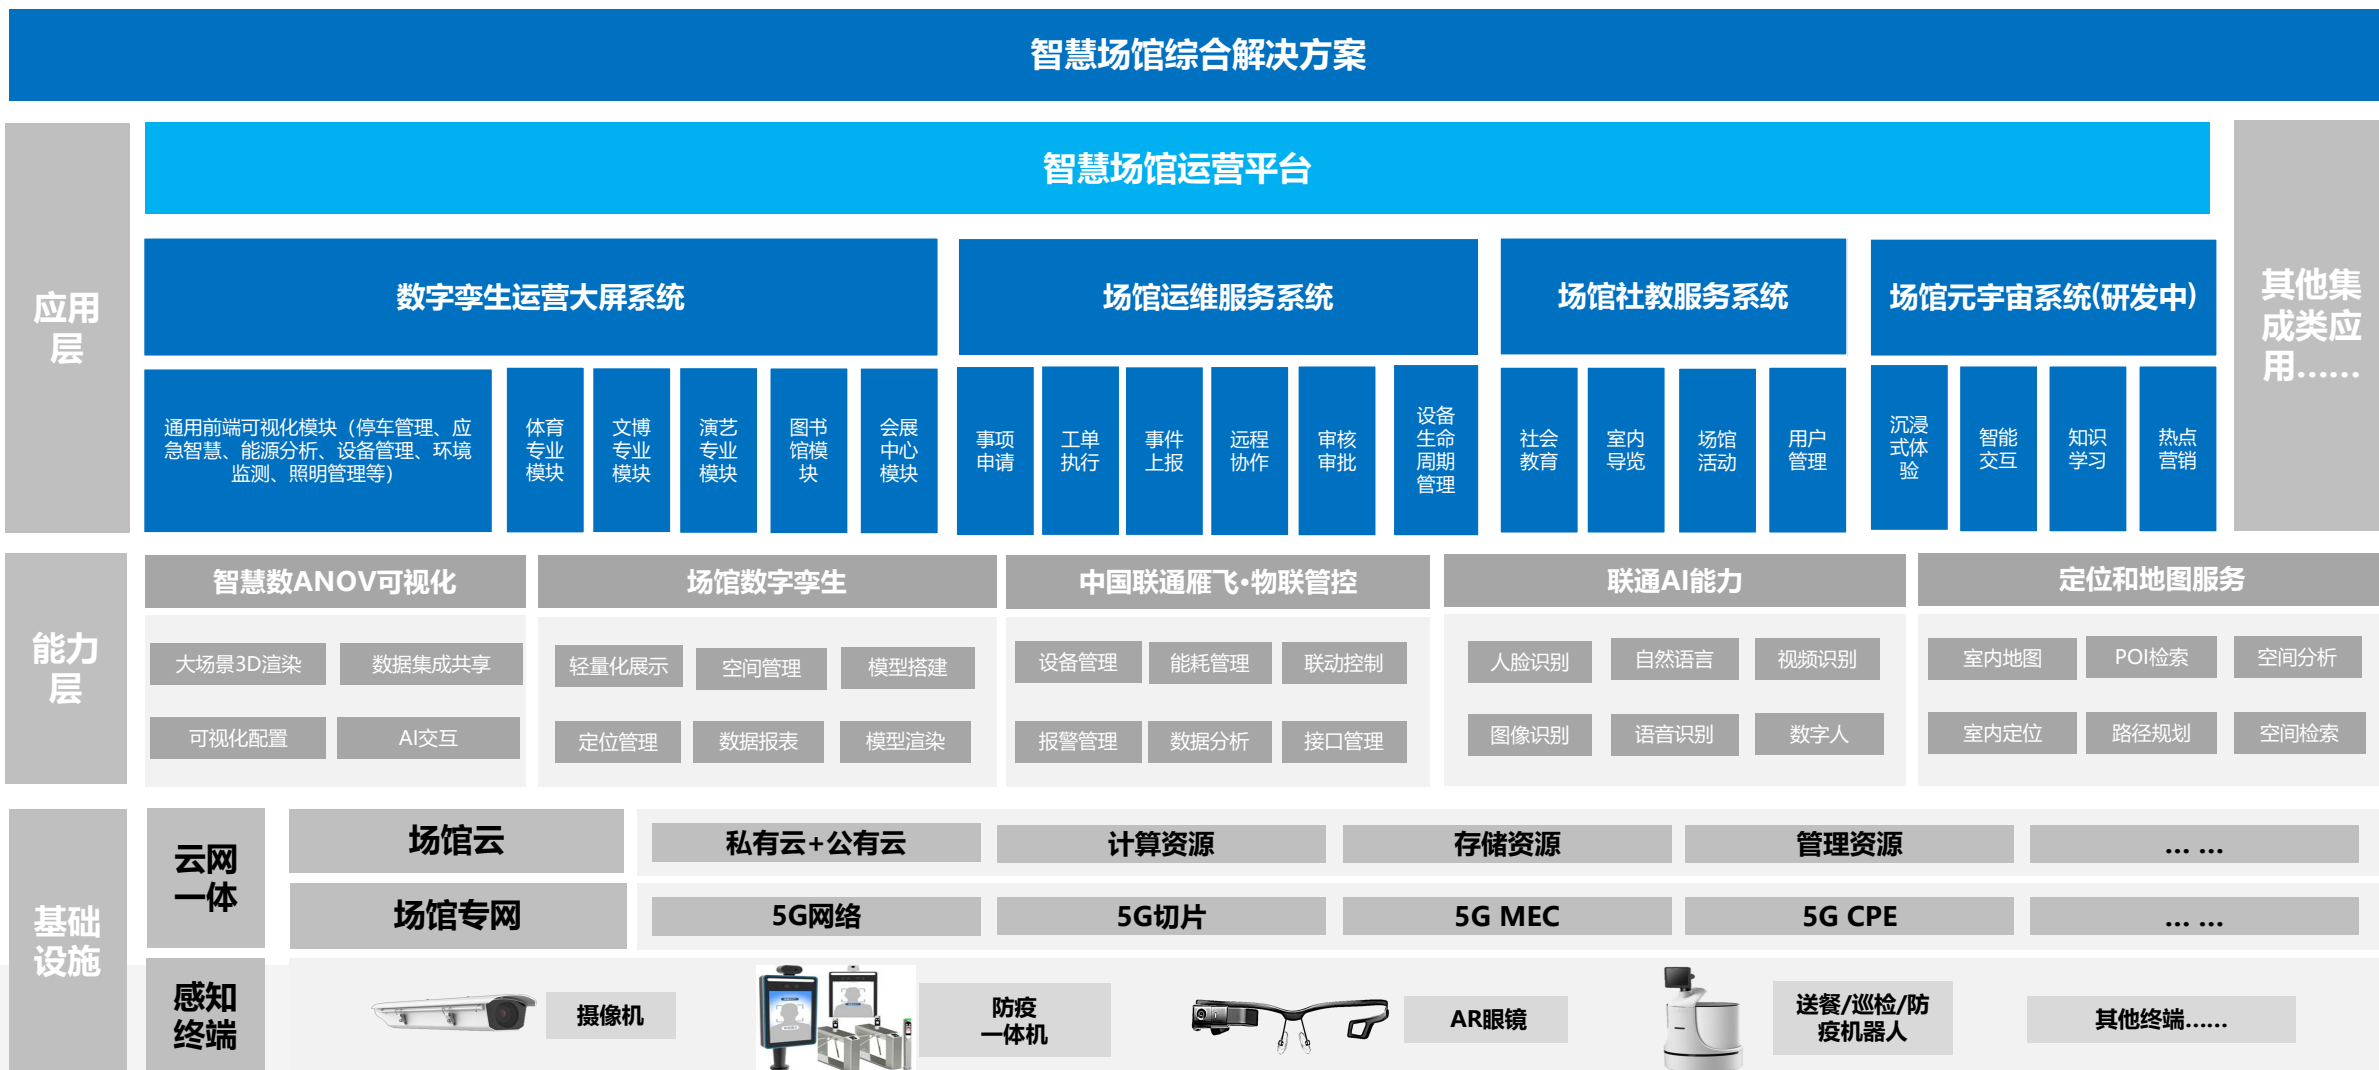 智慧场馆综合解决方案
应用
层
智慧场馆运营平台
其他集
成类应
用……
数字孪生运营大屏系统
场馆运维服务系统
场馆社教服务系统
场馆元宇宙系统(研发中)
通用前端可视化模块（停车管理、应
急智慧、能源分析、设备管理、环境
监测、照明管理等）
体育
专业
模块
文博
专业
模块
演艺
专业
模块
图书
馆模
块
会展
中心
模块
事项
申请
工单
执行
事件
上报
远程
协作
审核
审批
设备
生命
周期
管理
社会
教育
室内
导览
场馆
活动
用户
管理
沉浸
式体
验
智能
交互
知识
学习
热点
营销
能力
层
智慧数ANOV可视化
大场景3D渲染
数据集成共享
可视化配置
AI交互
场馆数字孪生
轻量化展示
空间管理
模型搭建
定位管理
数据报表
模型渲染
中国联通雁飞•物联管控
设备管理
能耗管理
联动控制
报警管理
数据分析
接口管理
联通AI能力
人脸识别
自然语言
视频识别
图像识别
语音识别
数字人
定位和地图服务
室内地图
POI检索
空间分析
室内定位
路径规划
空间检索
基础
设施
云网
一体
场馆云
私有云+公有云
计算资源
存储资源
管理资源
… …
场馆专网
5G网络
5G切片
5G MEC
5G CPE
… …
感知
终端
摄像机
防疫
一体机
AR眼镜
送餐/巡检/防
疫机器人
其他终端……